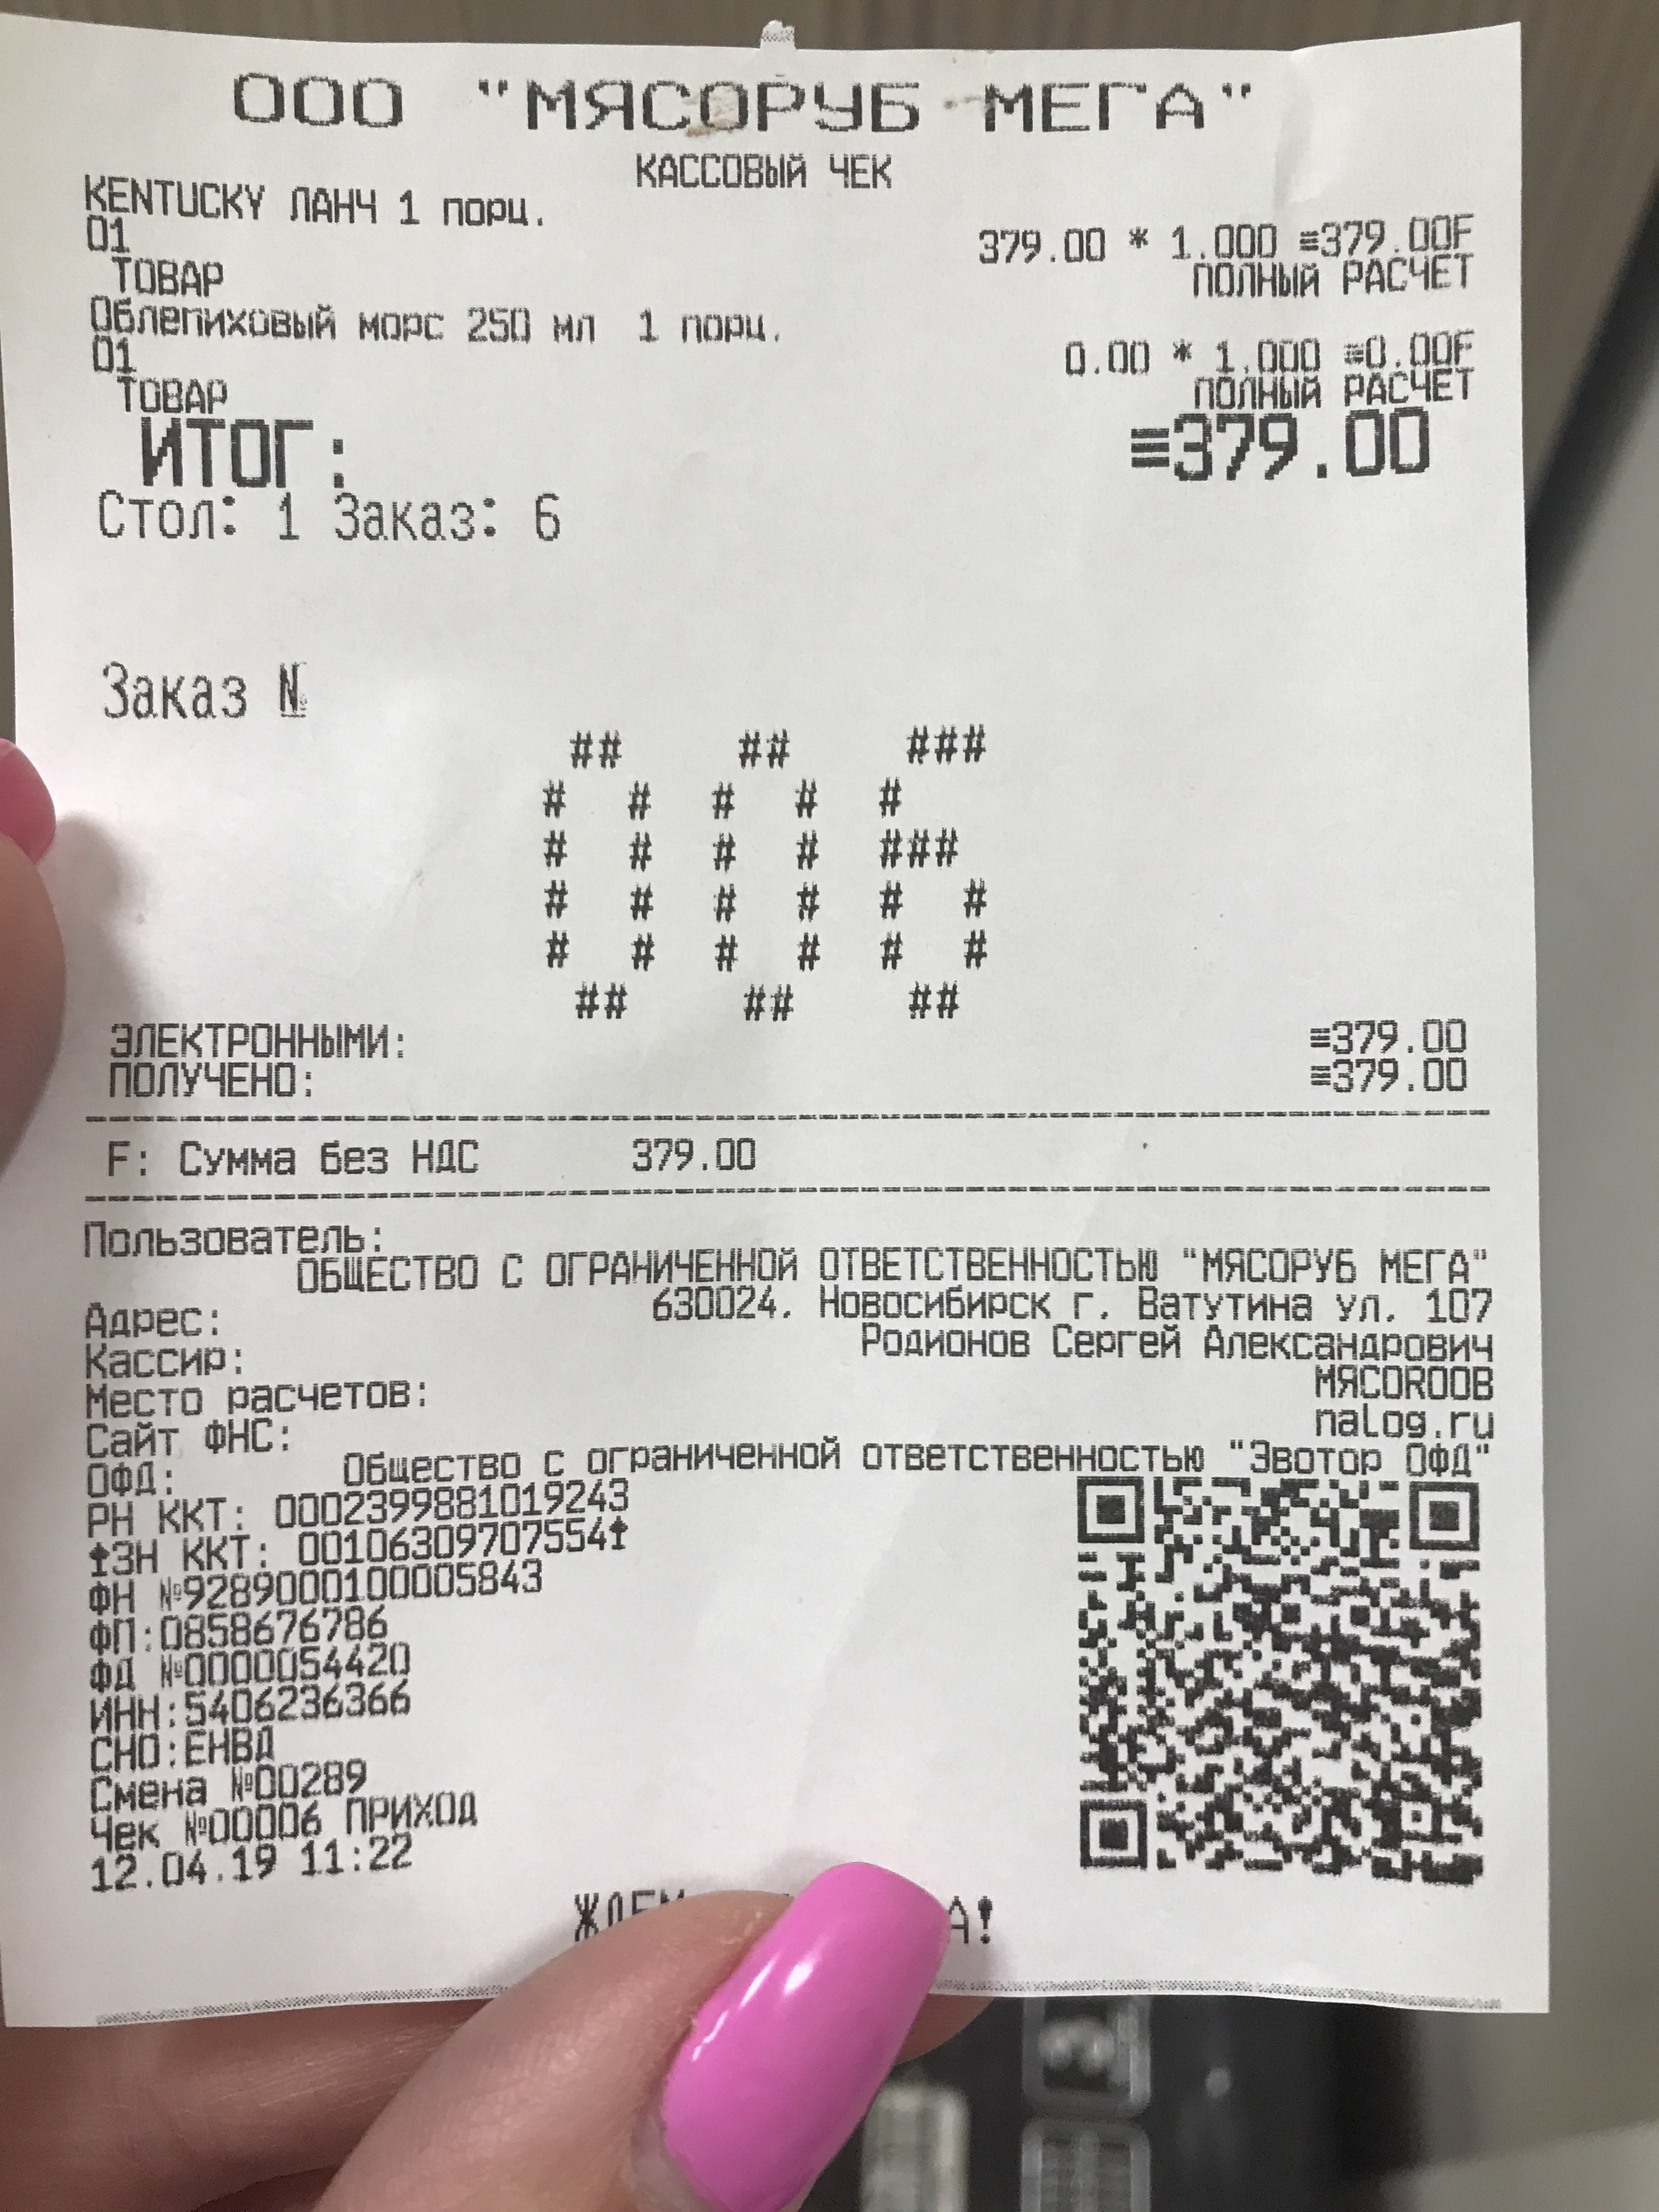 ООО "МЯСОРУБ МЕГА"
КАССОВЫЙ ЧЕК
KENTUCKY ЛАНЧ 1 порц.
01 379.00 * 1.000 ≡379.00F
ТОВАР ПОЛНЫЙ РАСЧЕТ
Облепиховый морс 250 мл 1 порц.
01 0.00 * 1.000 ≡0.00F
ТОВАР ПОЛНЫЙ РАСЧЕТ
ИТОГ: ≡379.00
Стол: 1 Заказ: 6
Заказ №
006
ЭЛЕКТРОННЫМИ: ≡379.00
ПОЛУЧЕНО: ≡379.00
F: Сумма без НДС 379.00
Пользователь:
ОБЩЕСТВО С ОГРАНИЧЕННОЙ ОТВЕТСТВЕННОСТЬЮ "МЯСОРУБ МЕГА"
Адрес: 630024. Новосибирск г. Ватутина ул. 107
Кассир: Родионов Сергей Александрович
Место расчетов: МЯСОROOB
Сайт ФНС: nalog.ru
ОФД: Общество с ограниченной ответственностью "Эвотор ОФД"
РН ККТ: 0002399881019243
ЗН ККТ: 00106309707554
ФН №9289000100005843
ФП:0858676786
ФД №0000054420
ИНН:5406236366
СНО:ЕНВД
Смена №00289
Чек №00006 ПРИХОД
12.04.19 11:22